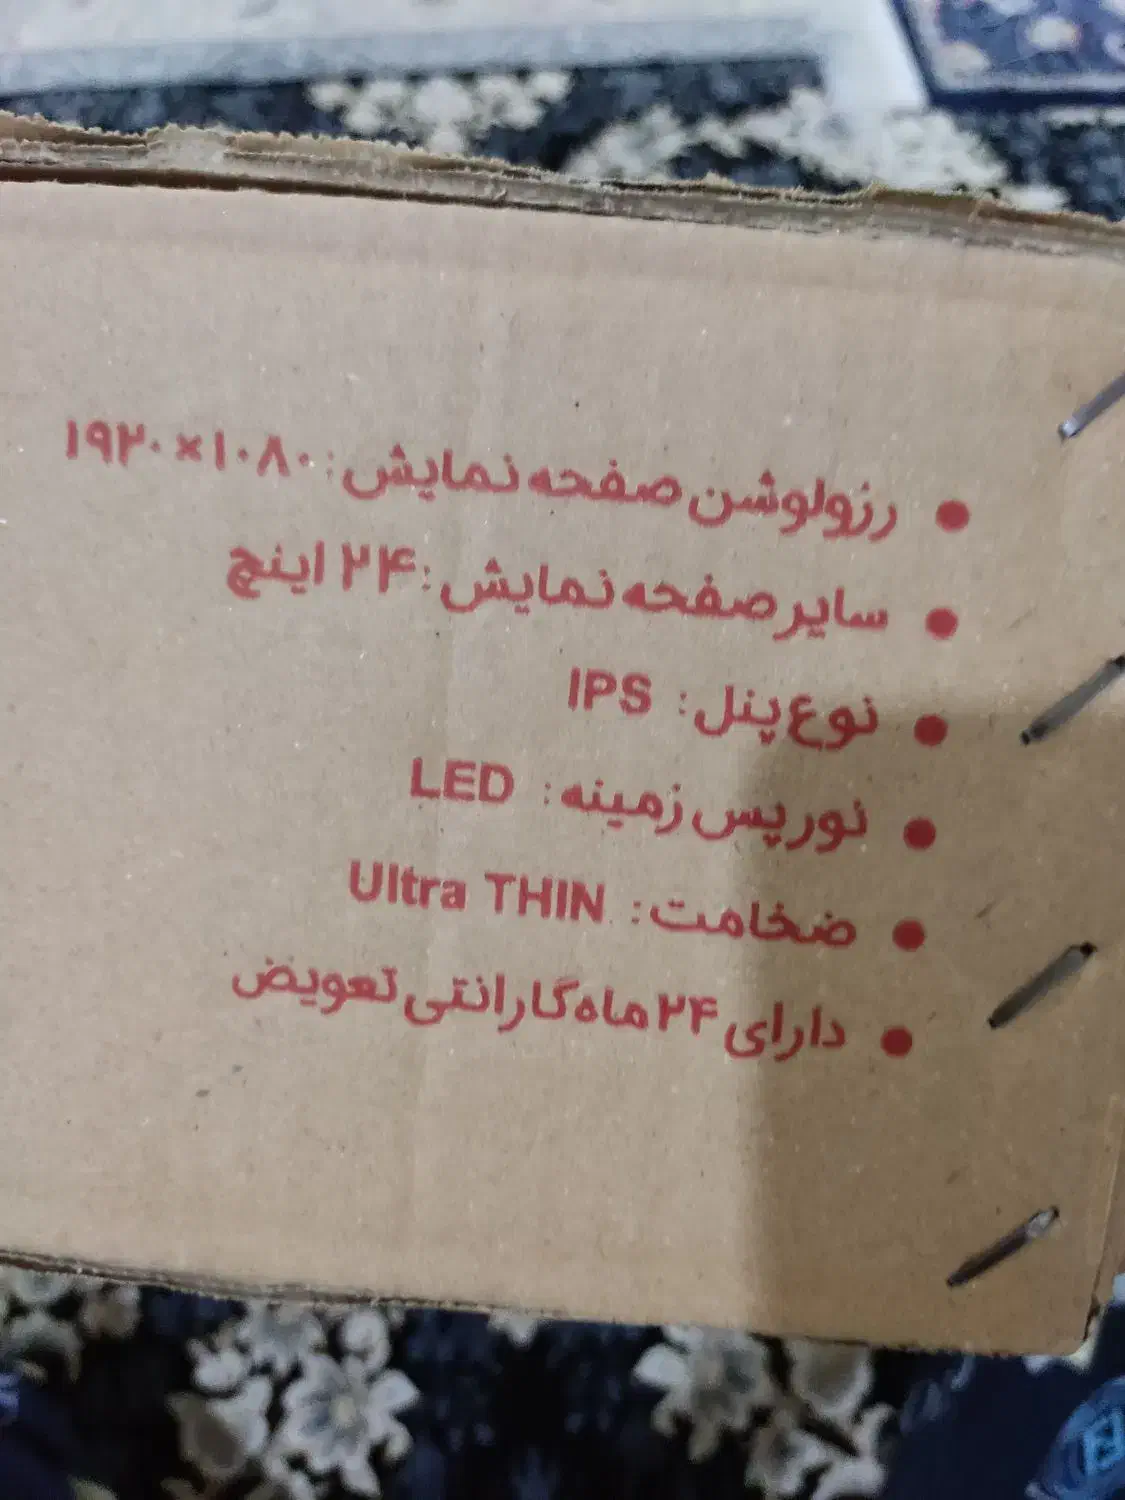 ● رزولوشن صفحه نمایش: ۱۹۲۰×۱۰۸۰
● سایر صفحه نمایش: ۲۴ اینچ
● نوع پنل: IPS
● نور پس زمینه: LED
● ضخامت: Ultra THIN
● دارای ۲۴ ماه گارانتی تعویض